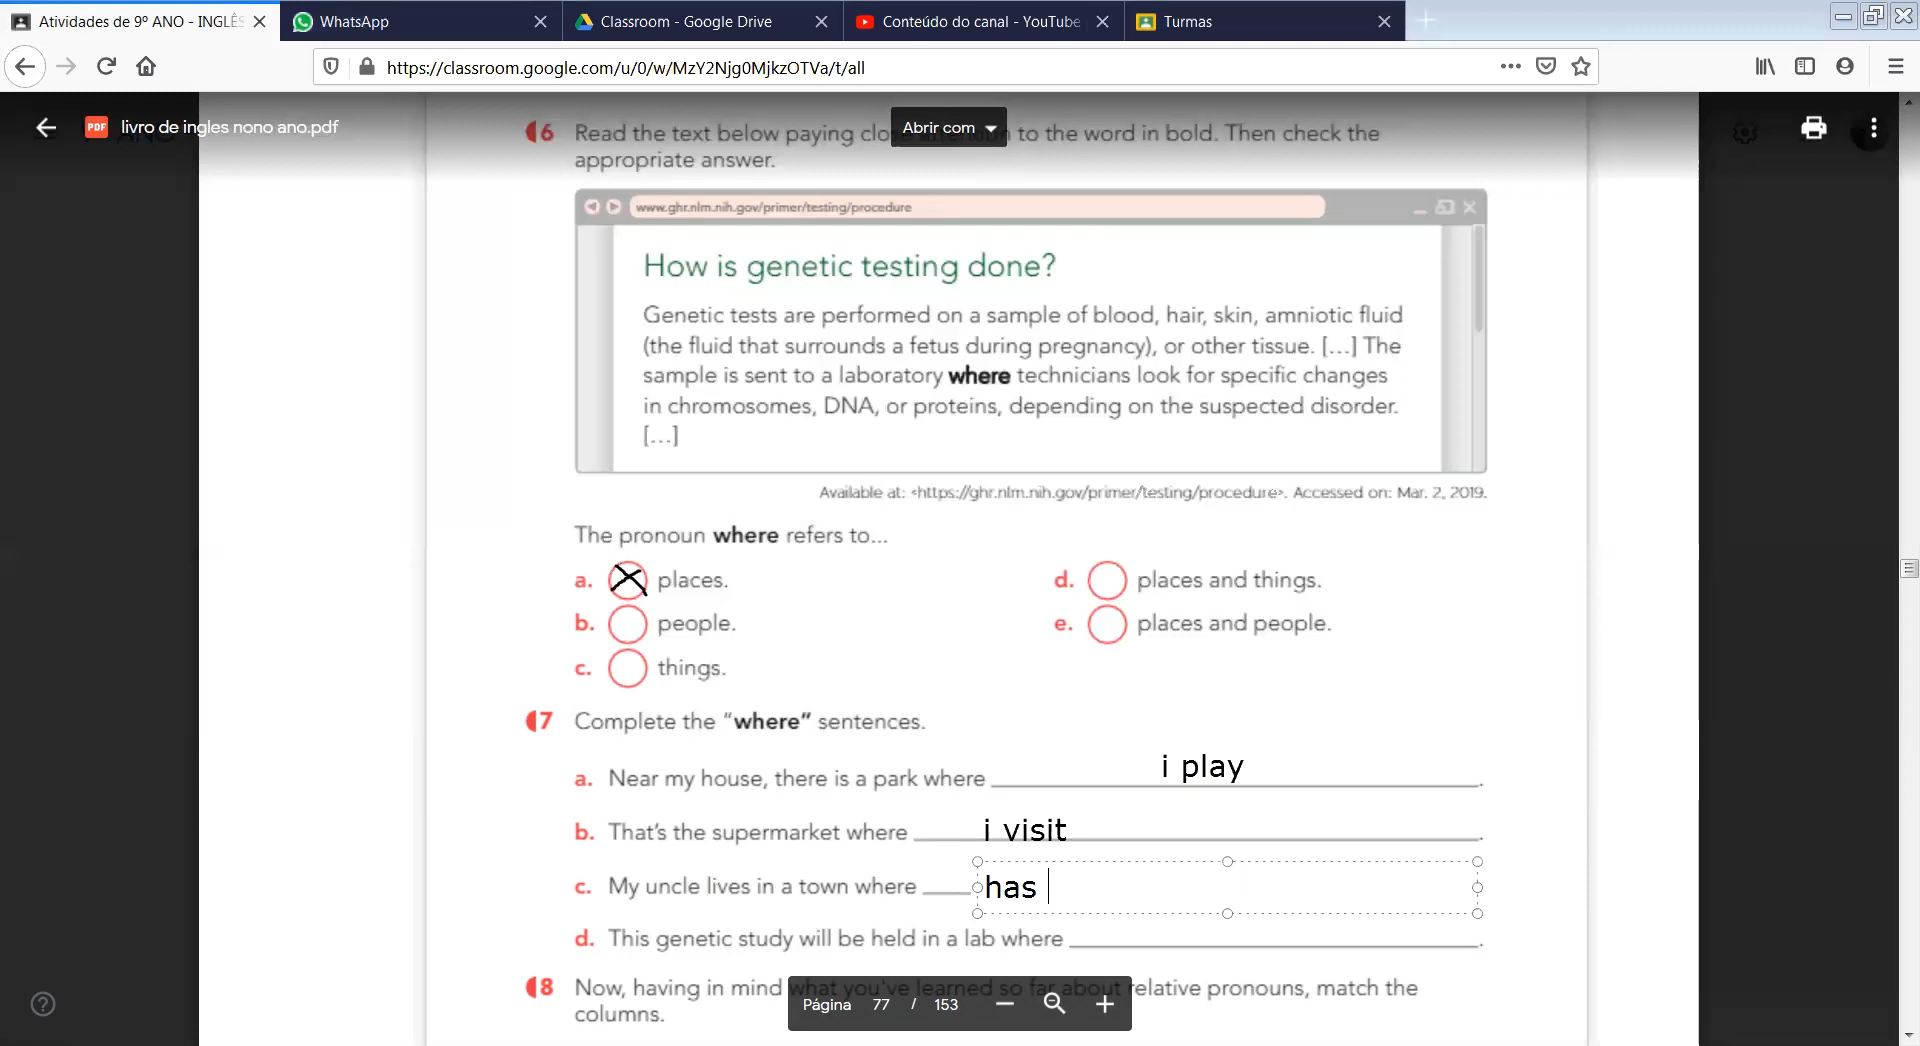 Atividades de 9º ANO - INGLÊS
WhatsApp
Classroom - Google Drive
Conteúdo do canal - YouTube
Turmas
https://classroom.google.com/u/0/w/MzY2Njg0MjkzOTVa/t/all
PDF livro de ingles nono ano.pdf
Abrir com
6 Read the text below paying to the word in bold. Then check the
appropriate answer.
www.ghr.nlm.nih.gov/primer/testing/procedure
How is genetic testing done?
Genetic tests are performed on a sample of blood, hair, skin, amniotic fluid
(the fluid that surrounds a fetus during pregnancy), or other tissue. [...] The
sample is sent to a laboratory where technicians look for specific changes
in chromosomes, DNA, or proteins, depending on the suspected disorder.
[...]
Available at: <https://ghr.nlm.nih.gov/primer/testing/procedure>. Accessed on: Mar. 2, 2019.
The pronoun where refers to...
a. places.
b. people.
c. things.
d. places and things.
e. places and people.
7 Complete the "where" sentences.
a. Near my house, there is a park where i play.
b. That's the supermarket where i visit.
c. My uncle lives in a town where has
d. This genetic study will be held in a lab where .
8 Now, having in mind what you've learned so far about relative pronouns, match the
columns.
Página 77 / 153